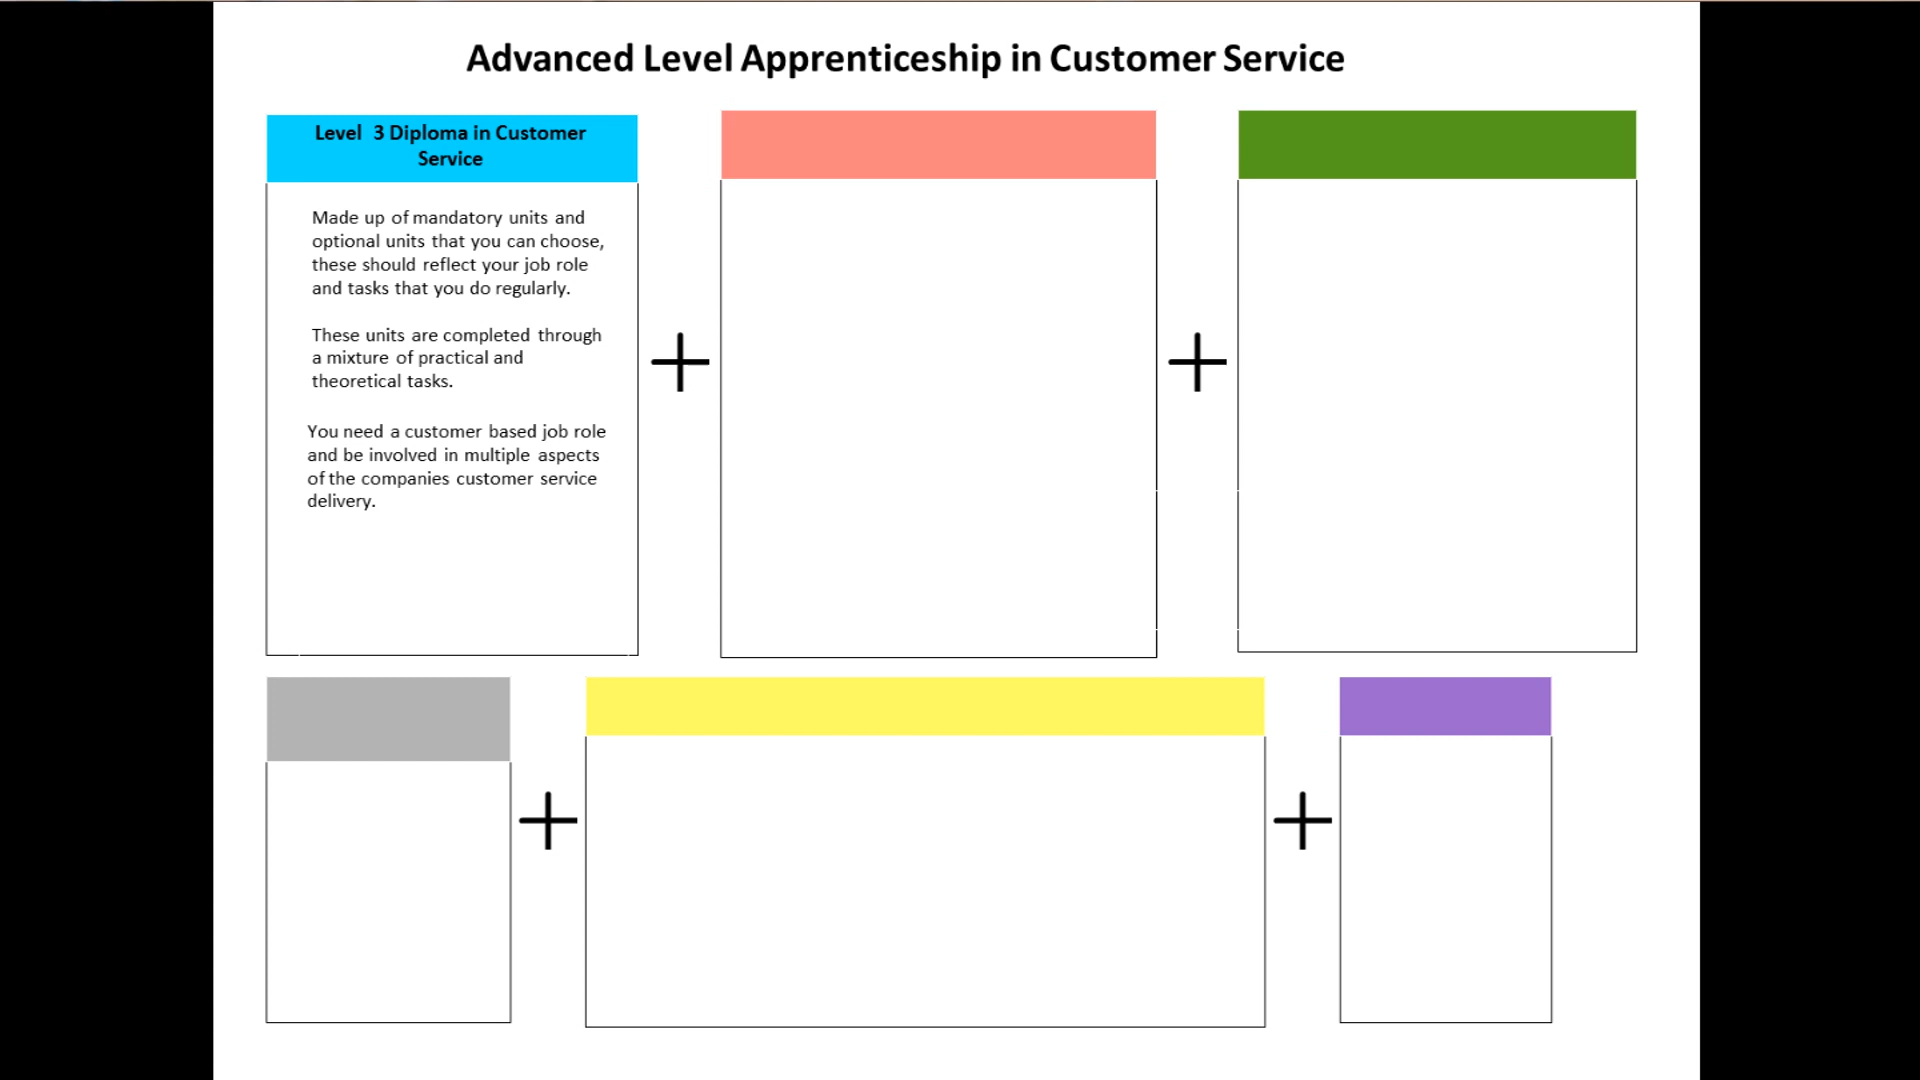 Advanced Level Apprenticeship in Customer Service
Level 3 Diploma in Customer
Service
Made up of mandatory units and
optional units that you can choose,
these should reflect your job role
and tasks that you do regularly.
These units are completed through
a mixture of practical and
theoretical tasks.
You need a customer based job role
and be involved in multiple aspects
of the companies customer service
delivery.